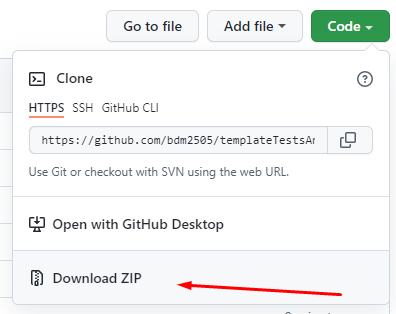 Go to file Add file Code
Clone
HTTPS SSH GitHub CLI
https://github.com/bdm2505/templateTestsAn
Use Git or checkout with SVN using the web URL.
Open with GitHub Desktop
Download ZIP